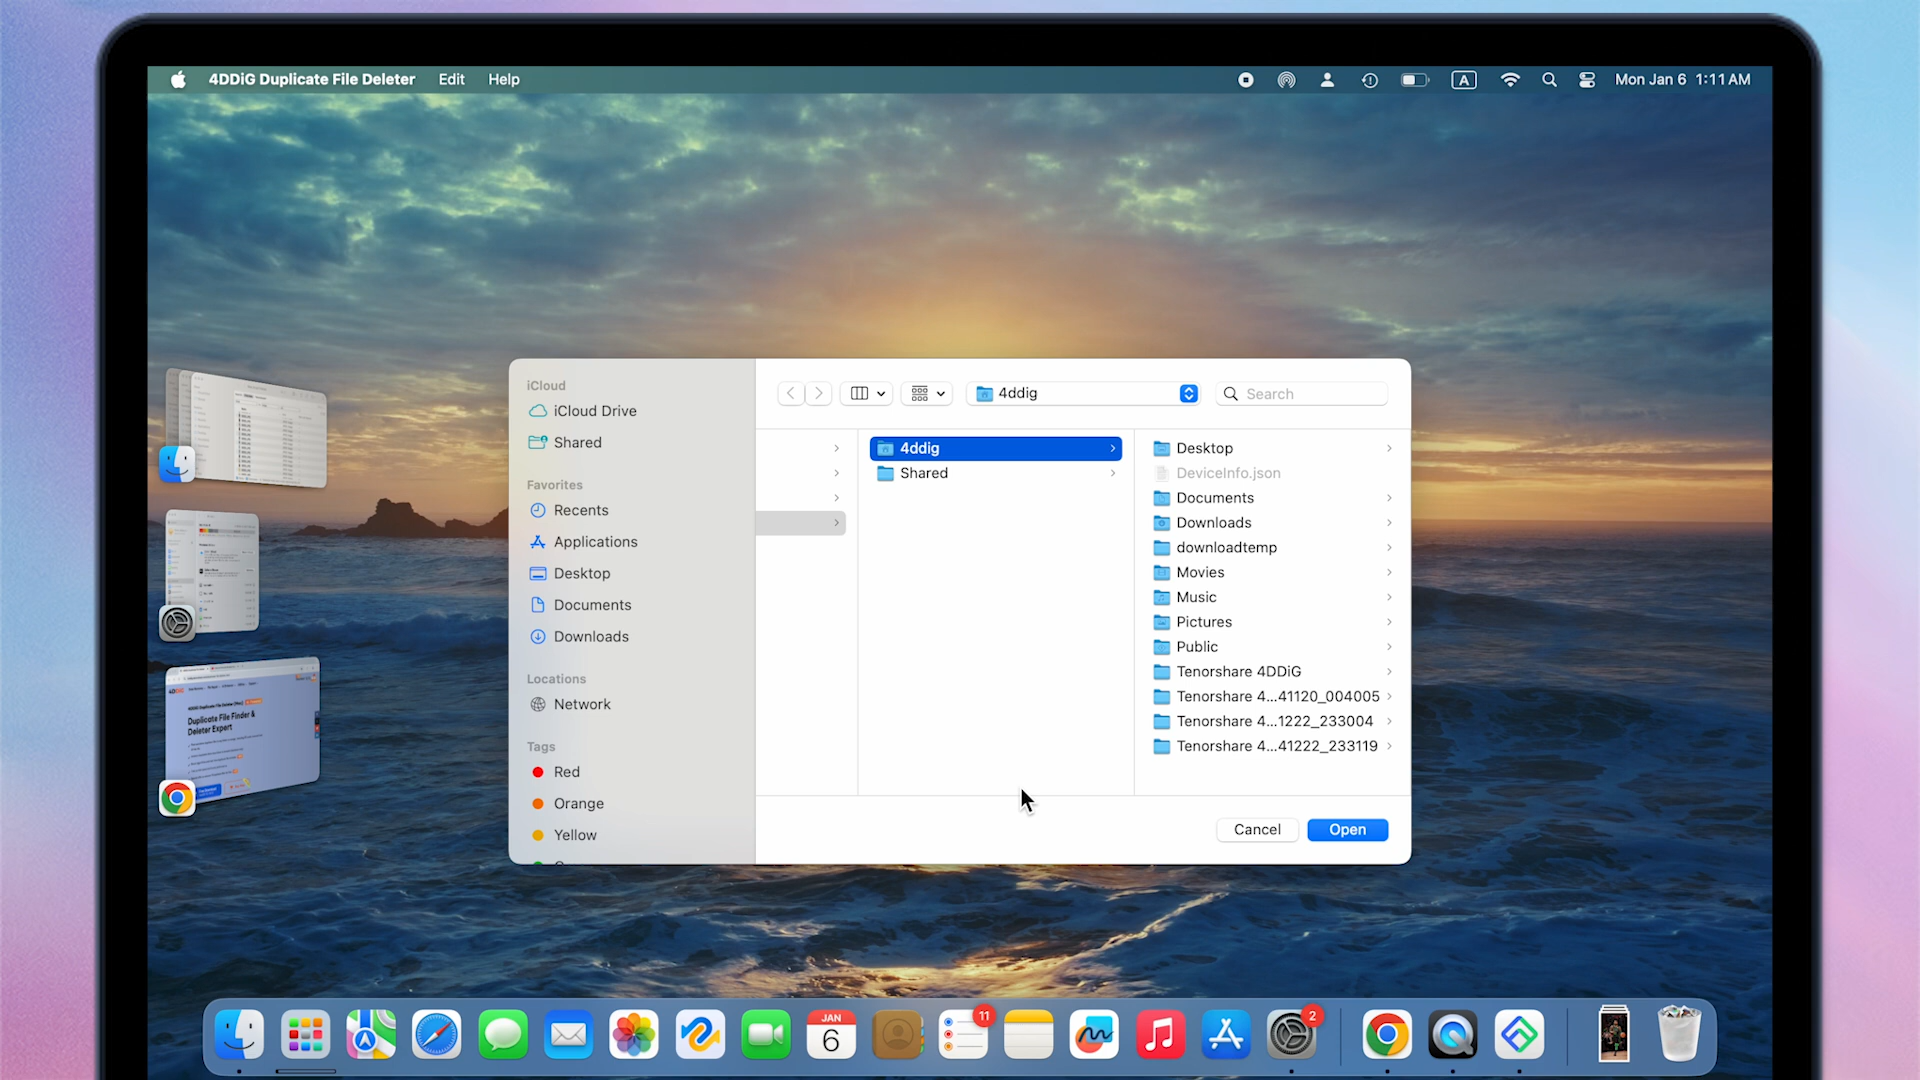 4DDiG Duplicate File Deleter Edit Help
A Mon Jan 6 1:11 AM
iCloud
iCloud Drive
Shared
Favorites
Recents
Applications
Desktop
Documents
Downloads
Locations
Network
Tags
Red
Orange
Yellow
4ddig
Search
4ddig
Shared
Desktop
DeviceInfo.json
Documents
Downloads
downloadtemp
Movies
Music
Pictures
Public
Tenorshare 4DDiG
Tenorshare 4...41120_004005
Tenorshare 4...1222_233004
Tenorshare 4...41222_233119
Cancel
Open
Duplicate File Finder &
Deleter Expert
JAN
6
11
2